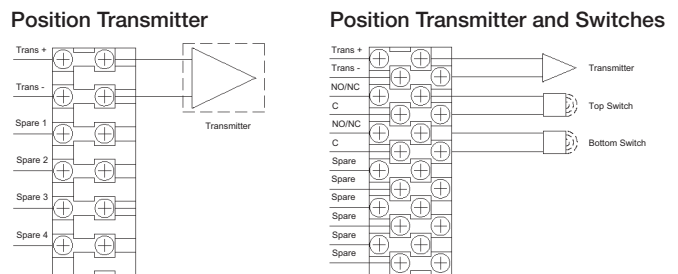 Position Transmitter
Trans +
Trans -
Spare 1
Spare 2
Spare 3
Spare 4
Transmitter
Position Transmitter and Switches
Trans +
Trans -
NO/NC
C
NO/NC
C
Spare
Spare
Spare
Spare
Spare
Spare
Transmitter
Top Switch
Bottom Switch